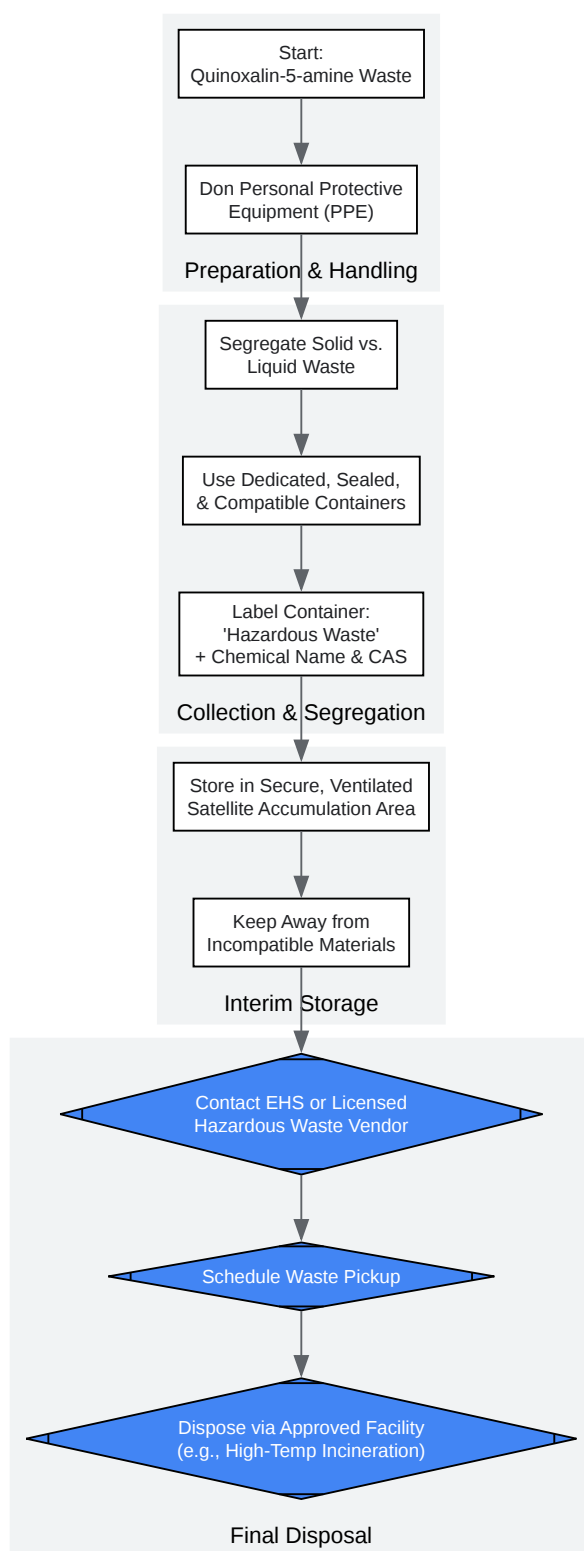 Start:
Quinoxalin-5-amine Waste
Don Personal Protective
Equipment (PPE)
Preparation & Handling
Segregate Solid vs.
Liquid Waste
Use Dedicated, Sealed,
& Compatible Containers
Label Container:
'Hazardous Waste'
+ Chemical Name & CAS
Collection & Segregation
Store in Secure, Ventilated
Satellite Accumulation Area
Keep Away from
Incompatible Materials
Interim Storage
Contact EHS or Licensed
Hazardous Waste Vendor
Schedule Waste Pickup
Dispose via Approved Facility
(e.g., High-Temp Incineration)
Final Disposal